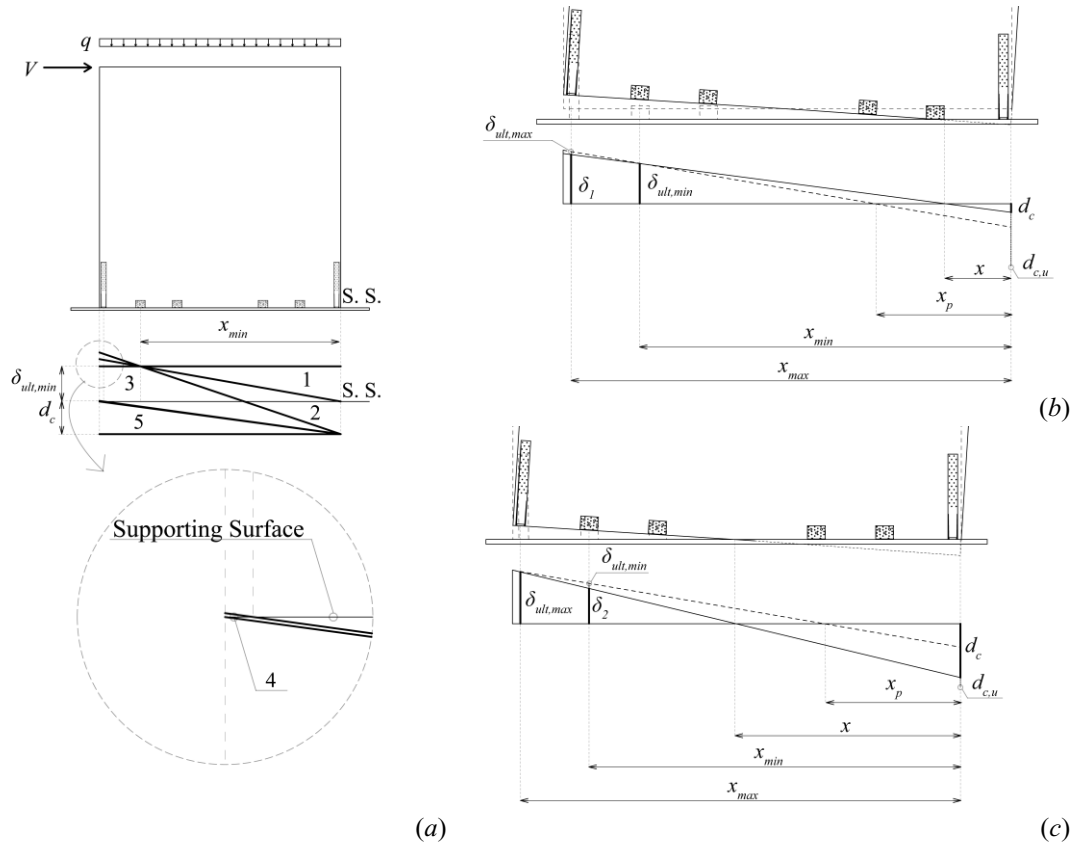 q
V
S. S.
x_min
δ_ult,min
3
1
S. S.
d_c
2
5
Supporting Surface
4
(a)
δ_ult,max
δ_1
δ_ult,min
d_c
d_c,u
x
x_p
x_min
x_max
(b)
δ_ult,min
δ_ult,max
δ_2
d_c
d_c,u
x_p
x
x_min
x_max
(c)